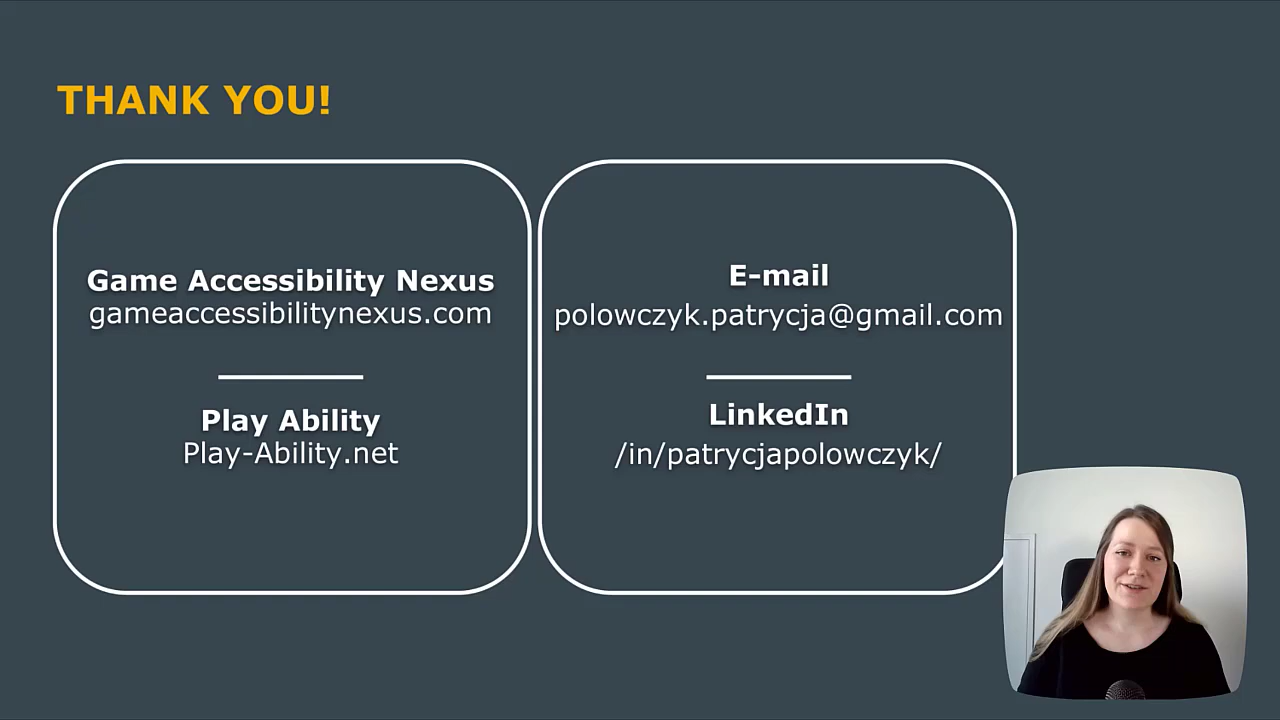 THANK YOU!
Game Accessibility Nexus
gameaccessibilitynexus.com
Play Ability
Play-Ability.net
E-mail
polowczyk.patrycja@gmail.com
LinkedIn
/in/patrycjapolowczyk/